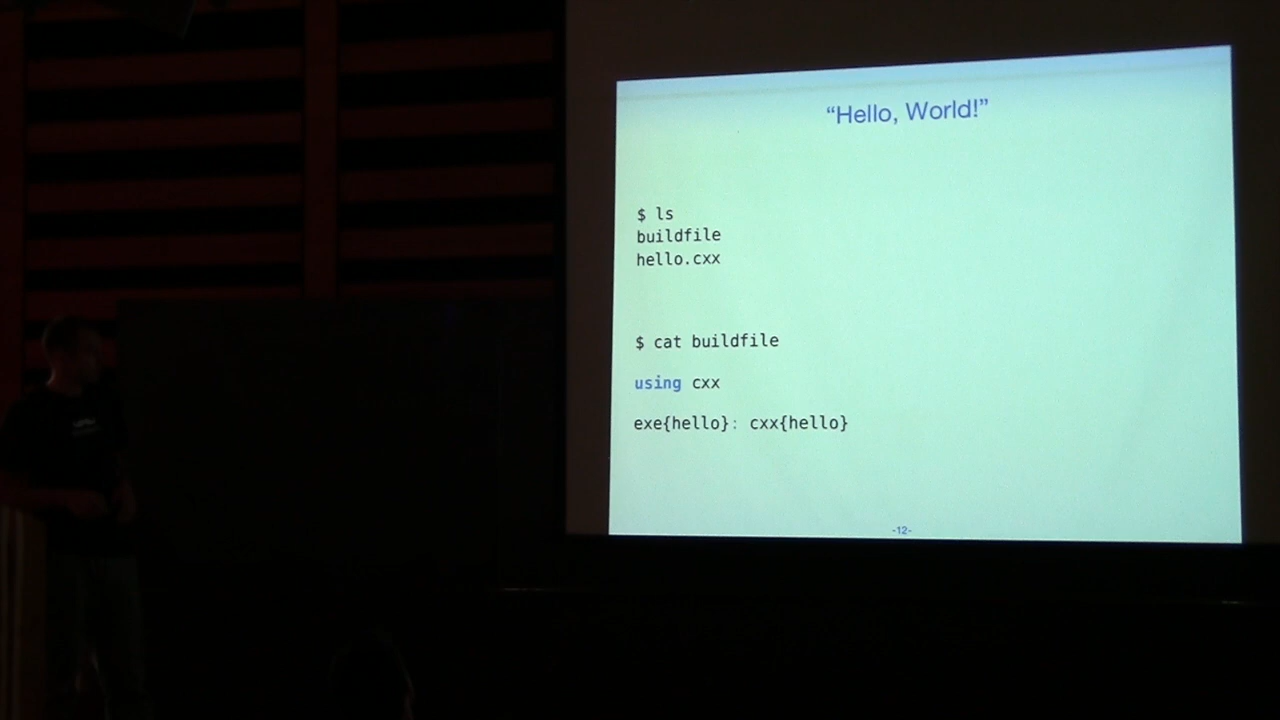 “Hello, World!”
$ ls
buildfile
hello.cxx
$ cat buildfile
using cxx
exe{hello}: cxx{hello}
-12-